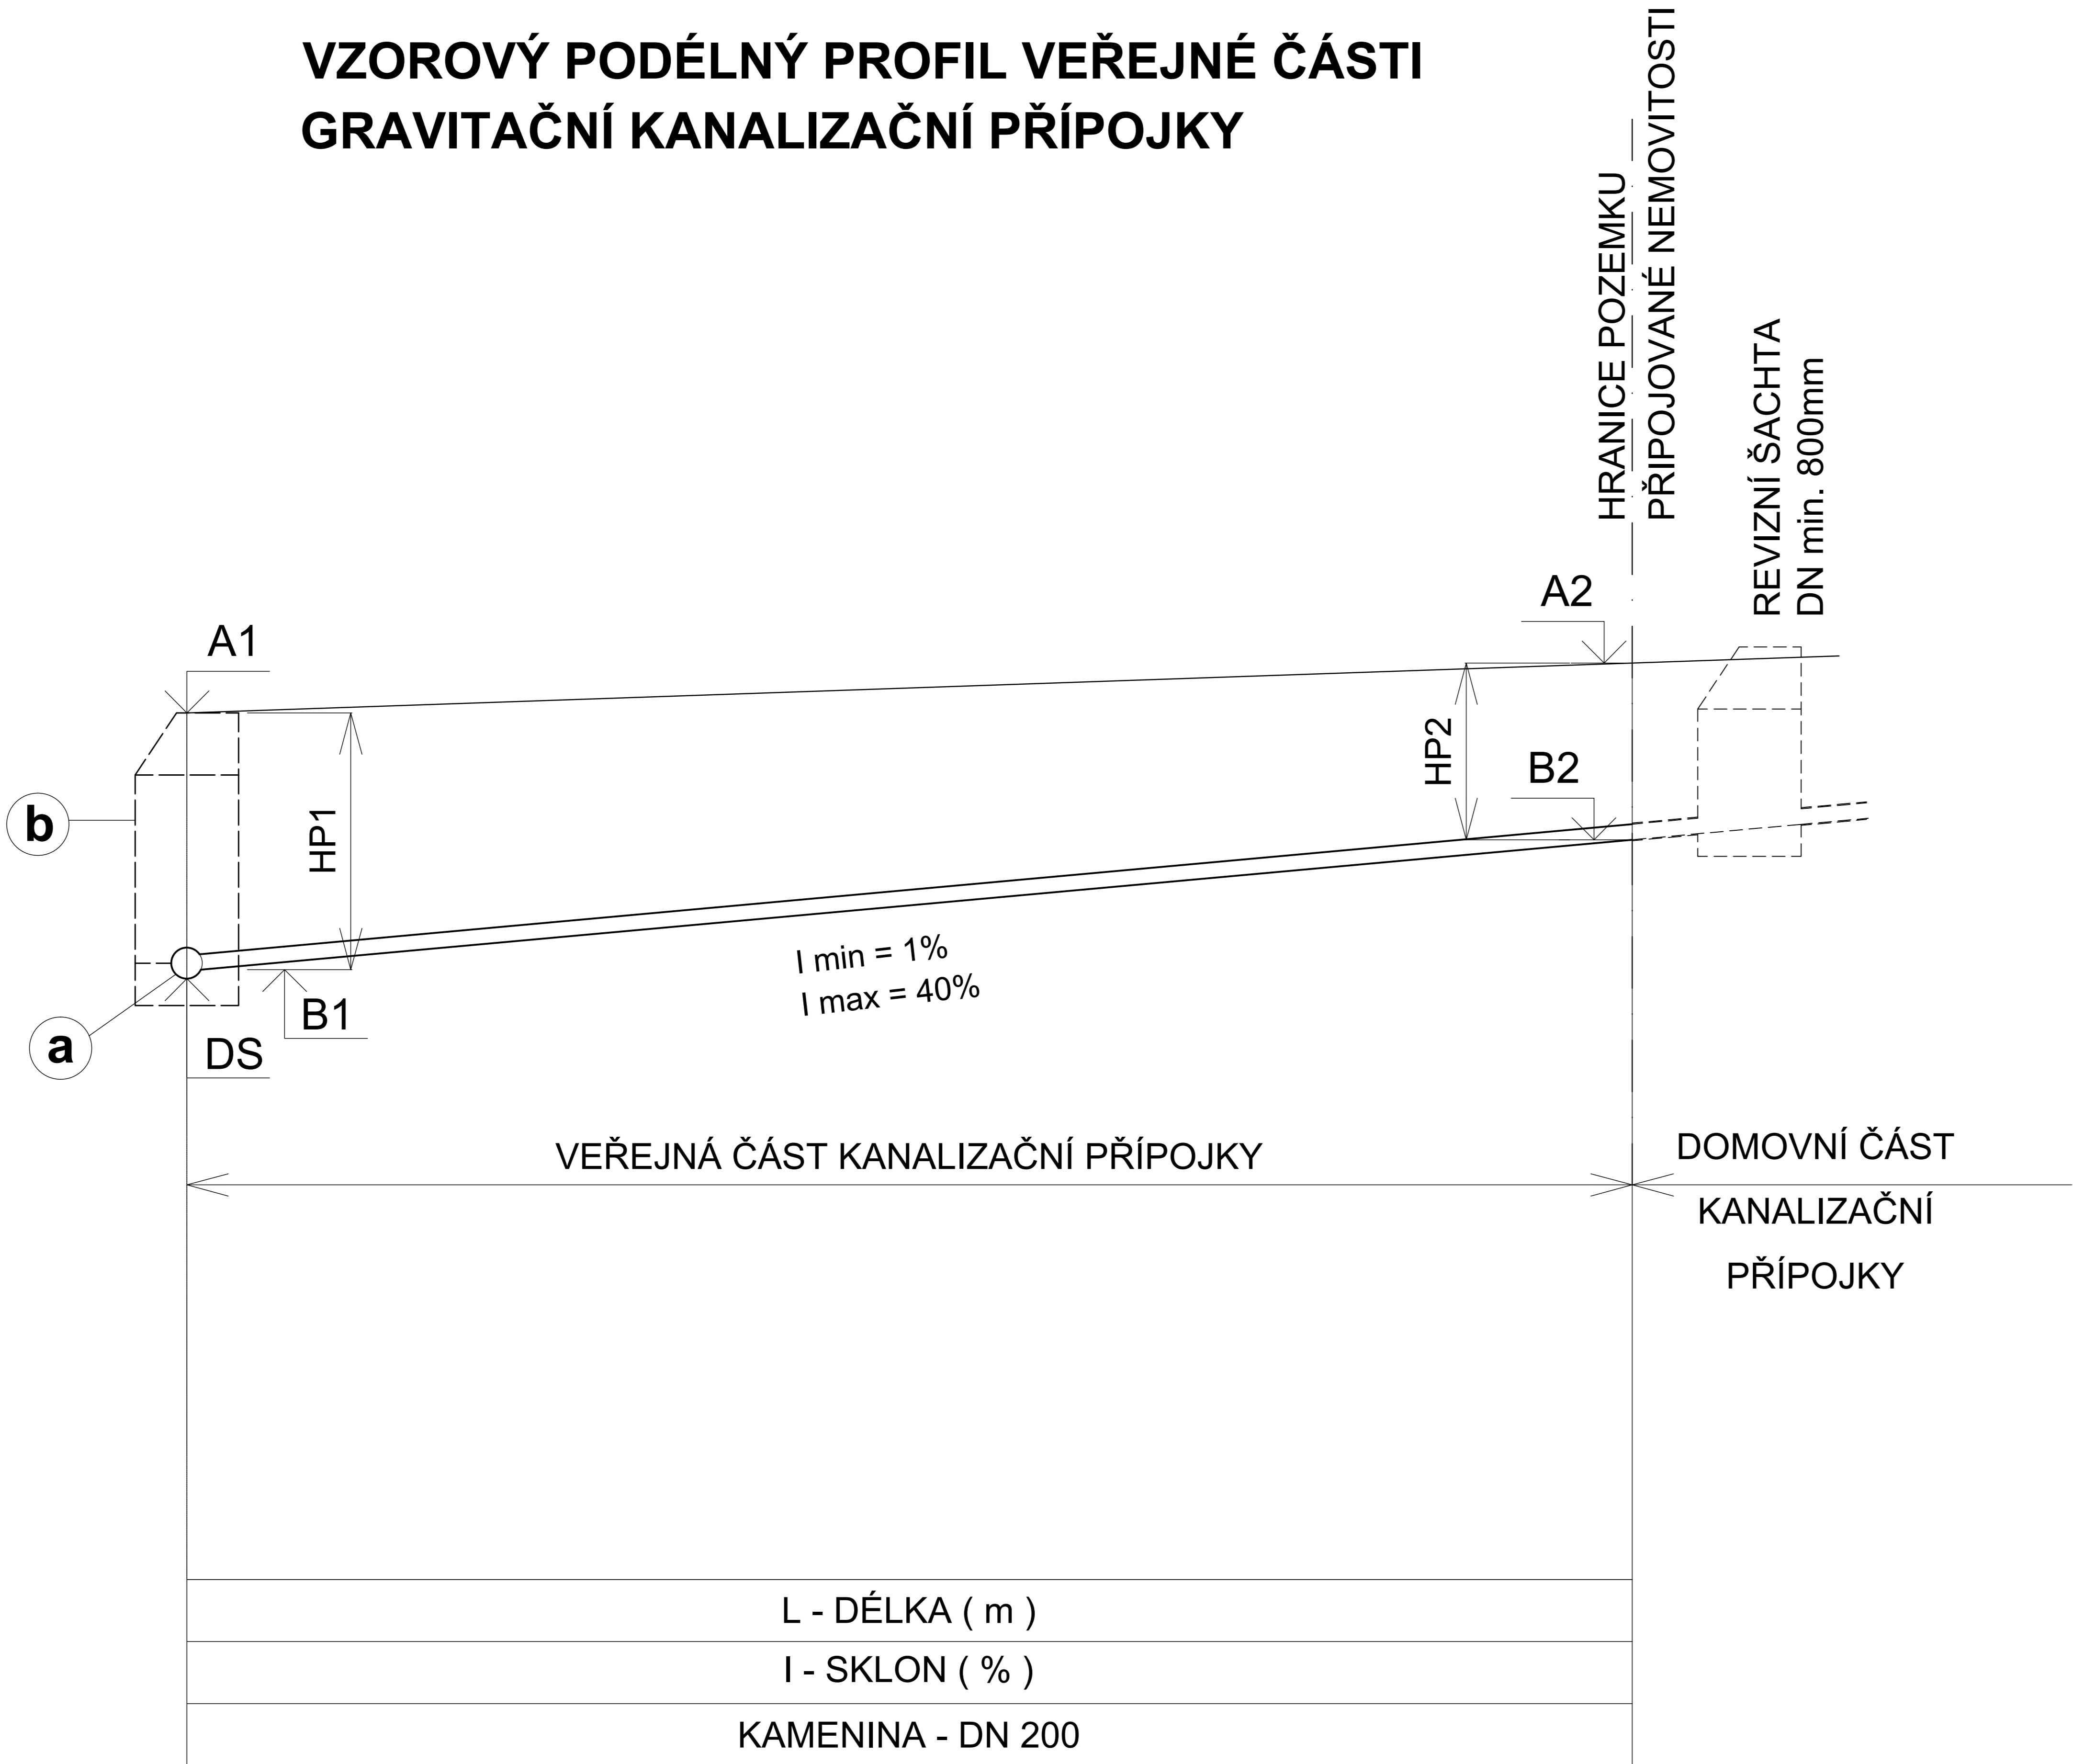 VZOROVÝ PODÉLNÝ PROFIL VEŘEJNÉ ČÁSTI
GRAVITAČNÍ KANALIZAČNÍ PŘÍPOJKY
HRANICE POZEMKU
PŘIPOJOVANÉ NEMOVITOSTI
REVIZNÍ ŠACHTA
DN min. 800mm
A1
A2
HP1
HP2
B2
b
a
B1
DS
I min = 1%
I max = 40%
VEŘEJNÁ ČÁST KANALIZAČNÍ PŘÍPOJKY
DOMOVNÍ ČÁST
KANALIZAČNÍ
PŘÍPOJKY
L - DÉLKA ( m )
I - SKLON ( % )
KAMENINA - DN 200